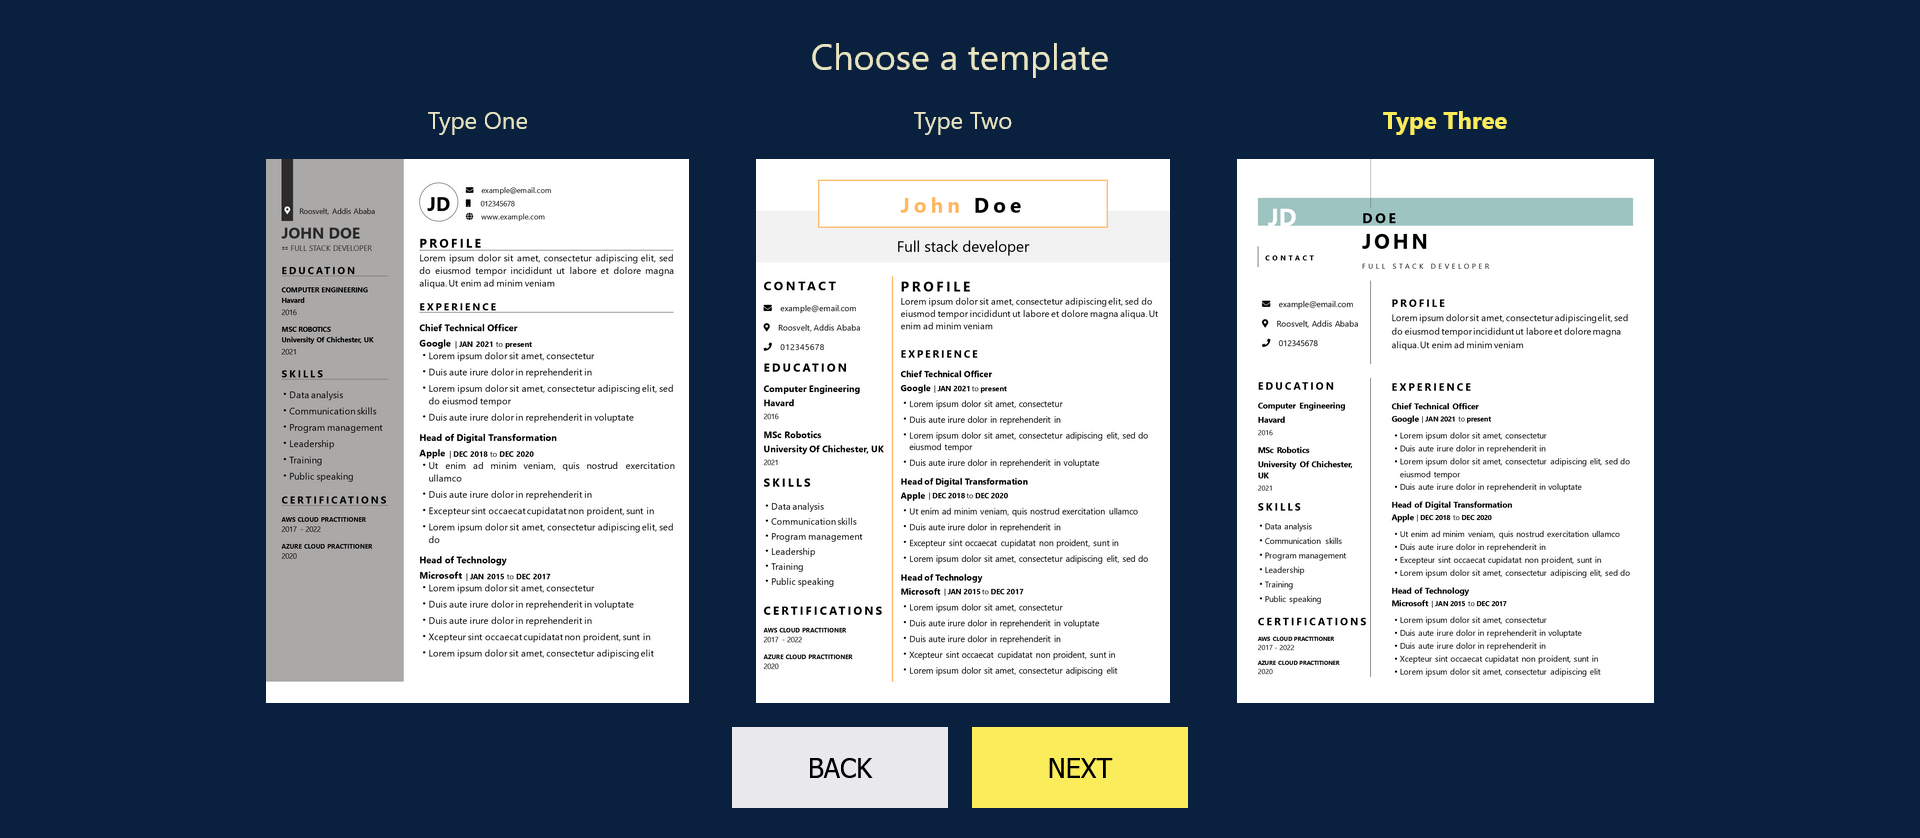 Choose a template
Type One
Type Two
Type Three
Roosvelt, Addis Ababa
JOHN DOE
FULL STACK DEVELOPER
EDUCATION
COMPUTER ENGINEERING
Havard
2016
MSC ROBOTICS
University Of Chichester, UK
2021
SKILLS
• Data analysis
• Communication skills
• Program management
• Leadership
• Training
• Public speaking
CERTIFICATIONS
AWS CLOUD PRACTITIONER
2017 - 2022
AZURE CLOUD PRACTITIONER
2020
JD
example@email.com
012345678
www.example.com
PROFILE
Lorem ipsum dolor sit amet, consectetur adipiscing elit, sed
do eiusmod tempor incididunt ut labore et dolore magna
aliqua. Ut enim ad minim veniam
EXPERIENCE
Chief Technical Officer
Google | JAN 2021 to present
• Lorem ipsum dolor sit amet, consectetur
• Duis aute irure dolor in reprehenderit in
• Lorem ipsum dolor sit amet, consectetur adipiscing elit, sed
do eiusmod tempor
• Duis aute irure dolor in reprehenderit in voluptate
Head of Digital Transformation
Apple | DEC 2018 to DEC 2020
• Ut enim ad minim veniam, quis nostrud exercitation
ullamco
• Duis aute irure dolor in reprehenderit in
• Excepteur sint occaecat cupidatat non proident, sunt in
• Lorem ipsum dolor sit amet, consectetur adipiscing elit, sed
do
Head of Technology
Microsoft | JAN 2015 to DEC 2017
• Lorem ipsum dolor sit amet, consectetur
• Duis aute irure dolor in reprehenderit in voluptate
• Duis aute irure dolor in reprehenderit in
• Xcepteur sint occaecat cupidatat non proident, sunt in
• Lorem ipsum dolor sit amet, consectetur adipiscing elit
John Doe
Full stack developer
CONTACT
example@email.com
Roosvelt, Addis Ababa
012345678
EDUCATION
Computer Engineering
Havard
2016
MSc Robotics
University Of Chichester, UK
2021
SKILLS
• Data analysis
• Communication skills
• Program management
• Leadership
• Training
• Public speaking
CERTIFICATIONS
AWS CLOUD PRACTITIONER
2017 - 2022
AZURE CLOUD PRACTITIONER
2020
PROFILE
Lorem ipsum dolor sit amet, consectetur adipiscing elit, sed do
eiusmod tempor incididunt ut labore et dolore magna aliqua. Ut
enim ad minim veniam
EXPERIENCE
Chief Technical Officer
Google | JAN 2021 to present
• Lorem ipsum dolor sit amet, consectetur
• Duis aute irure dolor in reprehenderit in
• Lorem ipsum dolor sit amet, consectetur adipiscing elit, sed do
eiusmod tempor
• Duis aute irure dolor in reprehenderit in voluptate
Head of Digital Transformation
Apple | DEC 2018 to DEC 2020
• Ut enim ad minim veniam, quis nostrud exercitation ullamco
• Duis aute irure dolor in reprehenderit in
• Excepteur sint occaecat cupidatat non proident, sunt in
• Lorem ipsum dolor sit amet, consectetur adipiscing elit, sed do
Head of Technology
Microsoft | JAN 2015 to DEC 2017
• Lorem ipsum dolor sit amet, consectetur
• Duis aute irure dolor in reprehenderit in voluptate
• Duis aute irure dolor in reprehenderit in
• Xcepteur sint occaecat cupidatat non proident, sunt in
• Lorem ipsum dolor sit amet, consectetur adipiscing elit
JD
DOE
JOHN
FULL STACK DEVELOPER
CONTACT
example@email.com
Roosvelt, Addis Ababa
012345678
EDUCATION
Computer Engineering
Havard
2016
MSc Robotics
University Of Chichester,
UK
2021
SKILLS
• Data analysis
• Communication skills
• Program management
• Leadership
• Training
• Public speaking
CERTIFICATIONS
AWS CLOUD PRACTITIONER
2017 - 2022
AZURE CLOUD PRACTITIONER
2020
PROFILE
Lorem ipsum dolor sit amet, consectetur adipiscing elit, sed
do eiusmod tempor incididunt ut labore et dolore magna
aliqua. Ut enim ad minim veniam
EXPERIENCE
Chief Technical Officer
Google | JAN 2021 to present
• Lorem ipsum dolor sit amet, consectetur
• Duis aute irure dolor in reprehenderit in
• Lorem ipsum dolor sit amet, consectetur adipiscing elit, sed do
eiusmod tempor
• Duis aute irure dolor in reprehenderit in voluptate
Head of Digital Transformation
Apple | DEC 2018 to DEC 2020
• Ut enim ad minim veniam, quis nostrud exercitation ullamco
• Duis aute irure dolor in reprehenderit in
• Excepteur sint occaecat cupidatat non proident, sunt in
• Lorem ipsum dolor sit amet, consectetur adipiscing elit, sed do
Head of Technology
Microsoft | JAN 2015 to DEC 2017
• Lorem ipsum dolor sit amet, consectetur
• Duis aute irure dolor in reprehenderit in voluptate
• Duis aute irure dolor in reprehenderit in
• Xcepteur sint occaecat cupidatat non proident, sunt in
• Lorem ipsum dolor sit amet, consectetur adipiscing elit
BACK
NEXT